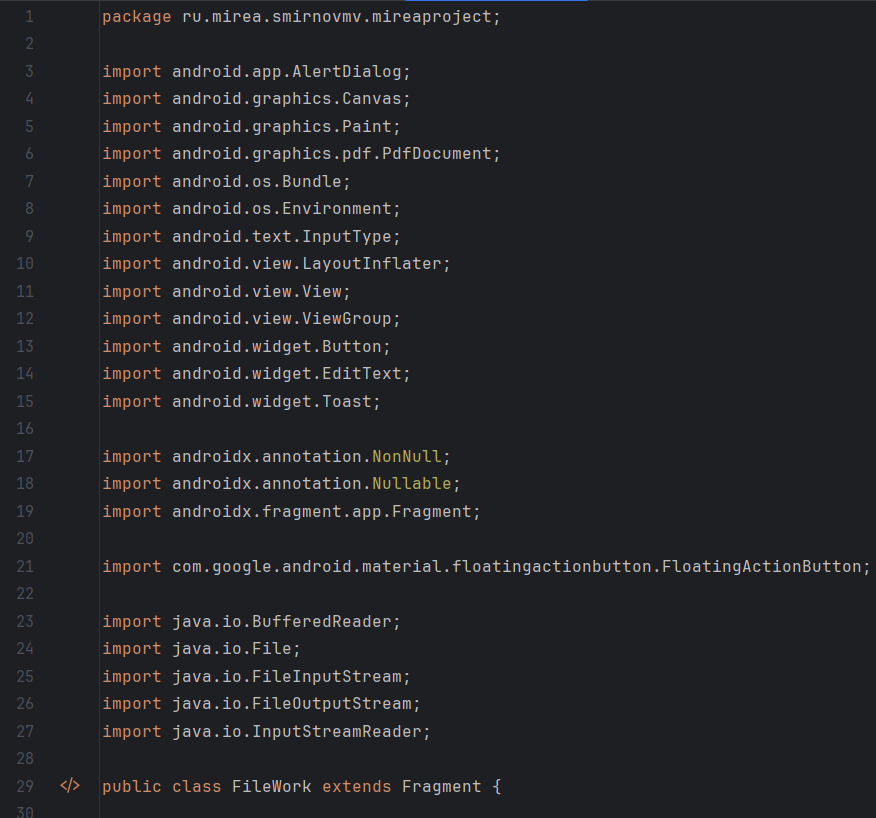 1 package ru.mirea.smirnovmv.mireaproject;
2
3 import android.app.AlertDialog;
4 import android.graphics.Canvas;
5 import android.graphics.Paint;
6 import android.graphics.pdf.PdfDocument;
7 import android.os.Bundle;
8 import android.os.Environment;
9 import android.text.InputType;
10 import android.view.LayoutInflater;
11 import android.view.View;
12 import android.view.ViewGroup;
13 import android.widget.Button;
14 import android.widget.EditText;
15 import android.widget.Toast;
16
17 import androidx.annotation.NonNull;
18 import androidx.annotation.Nullable;
19 import androidx.fragment.app.Fragment;
20
21 import com.google.android.material.floatingactionbutton.FloatingActionButton;
22
23 import java.io.BufferedReader;
24 import java.io.File;
25 import java.io.FileInputStream;
26 import java.io.FileOutputStream;
27 import java.io.InputStreamReader;
28
29 </> public class FileWork extends Fragment {
30